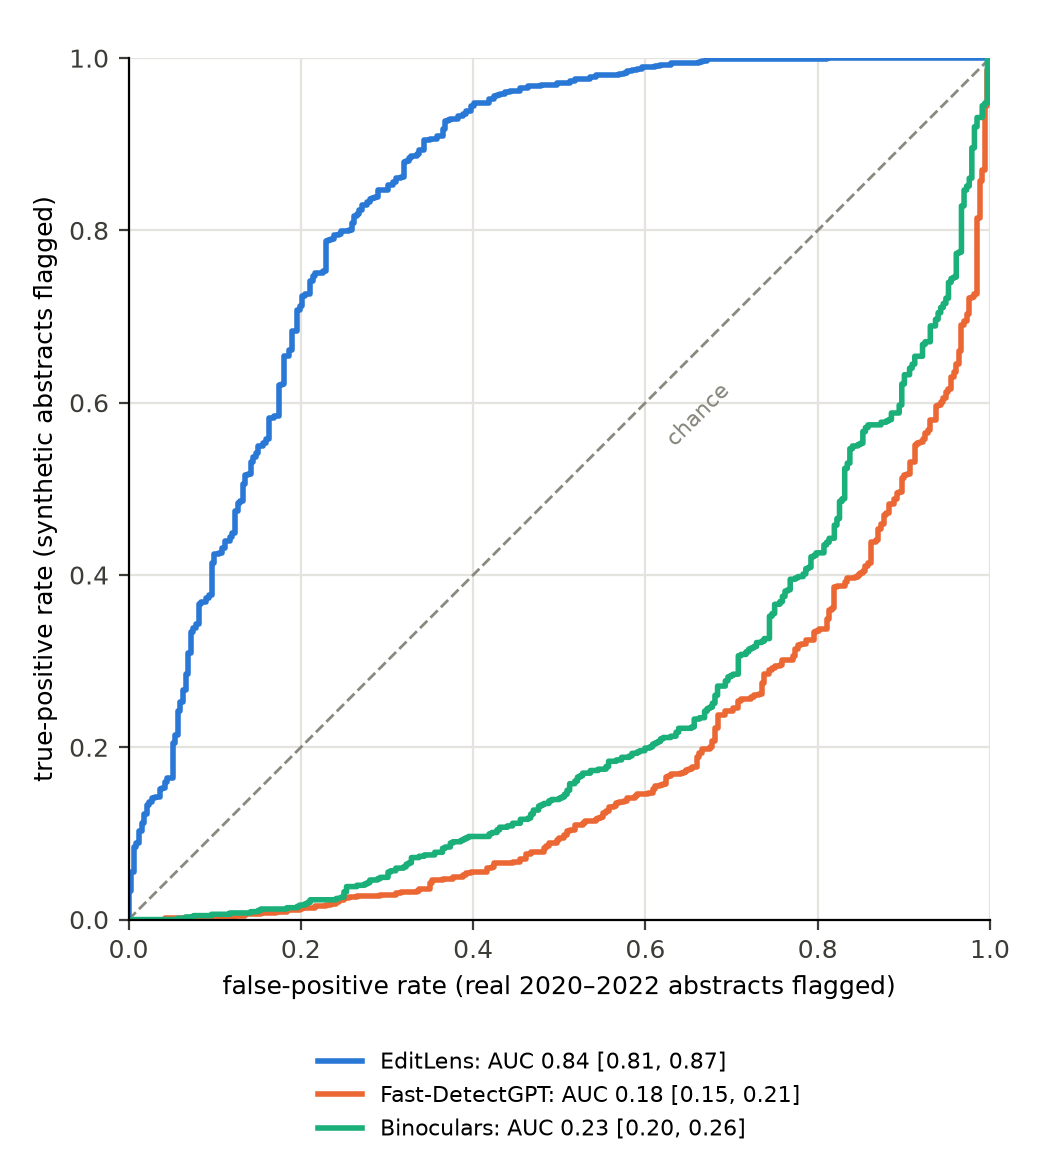 1.0
0.8
0.6
0.4
0.2
0.0
true-positive rate (synthetic abstracts flagged)
chance
0.0 0.2 0.4 0.6 0.8 1.0
false-positive rate (real 2020–2022 abstracts flagged)
EditLens: AUC 0.84 [0.81, 0.87]
Fast-DetectGPT: AUC 0.18 [0.15, 0.21]
Binoculars: AUC 0.23 [0.20, 0.26]